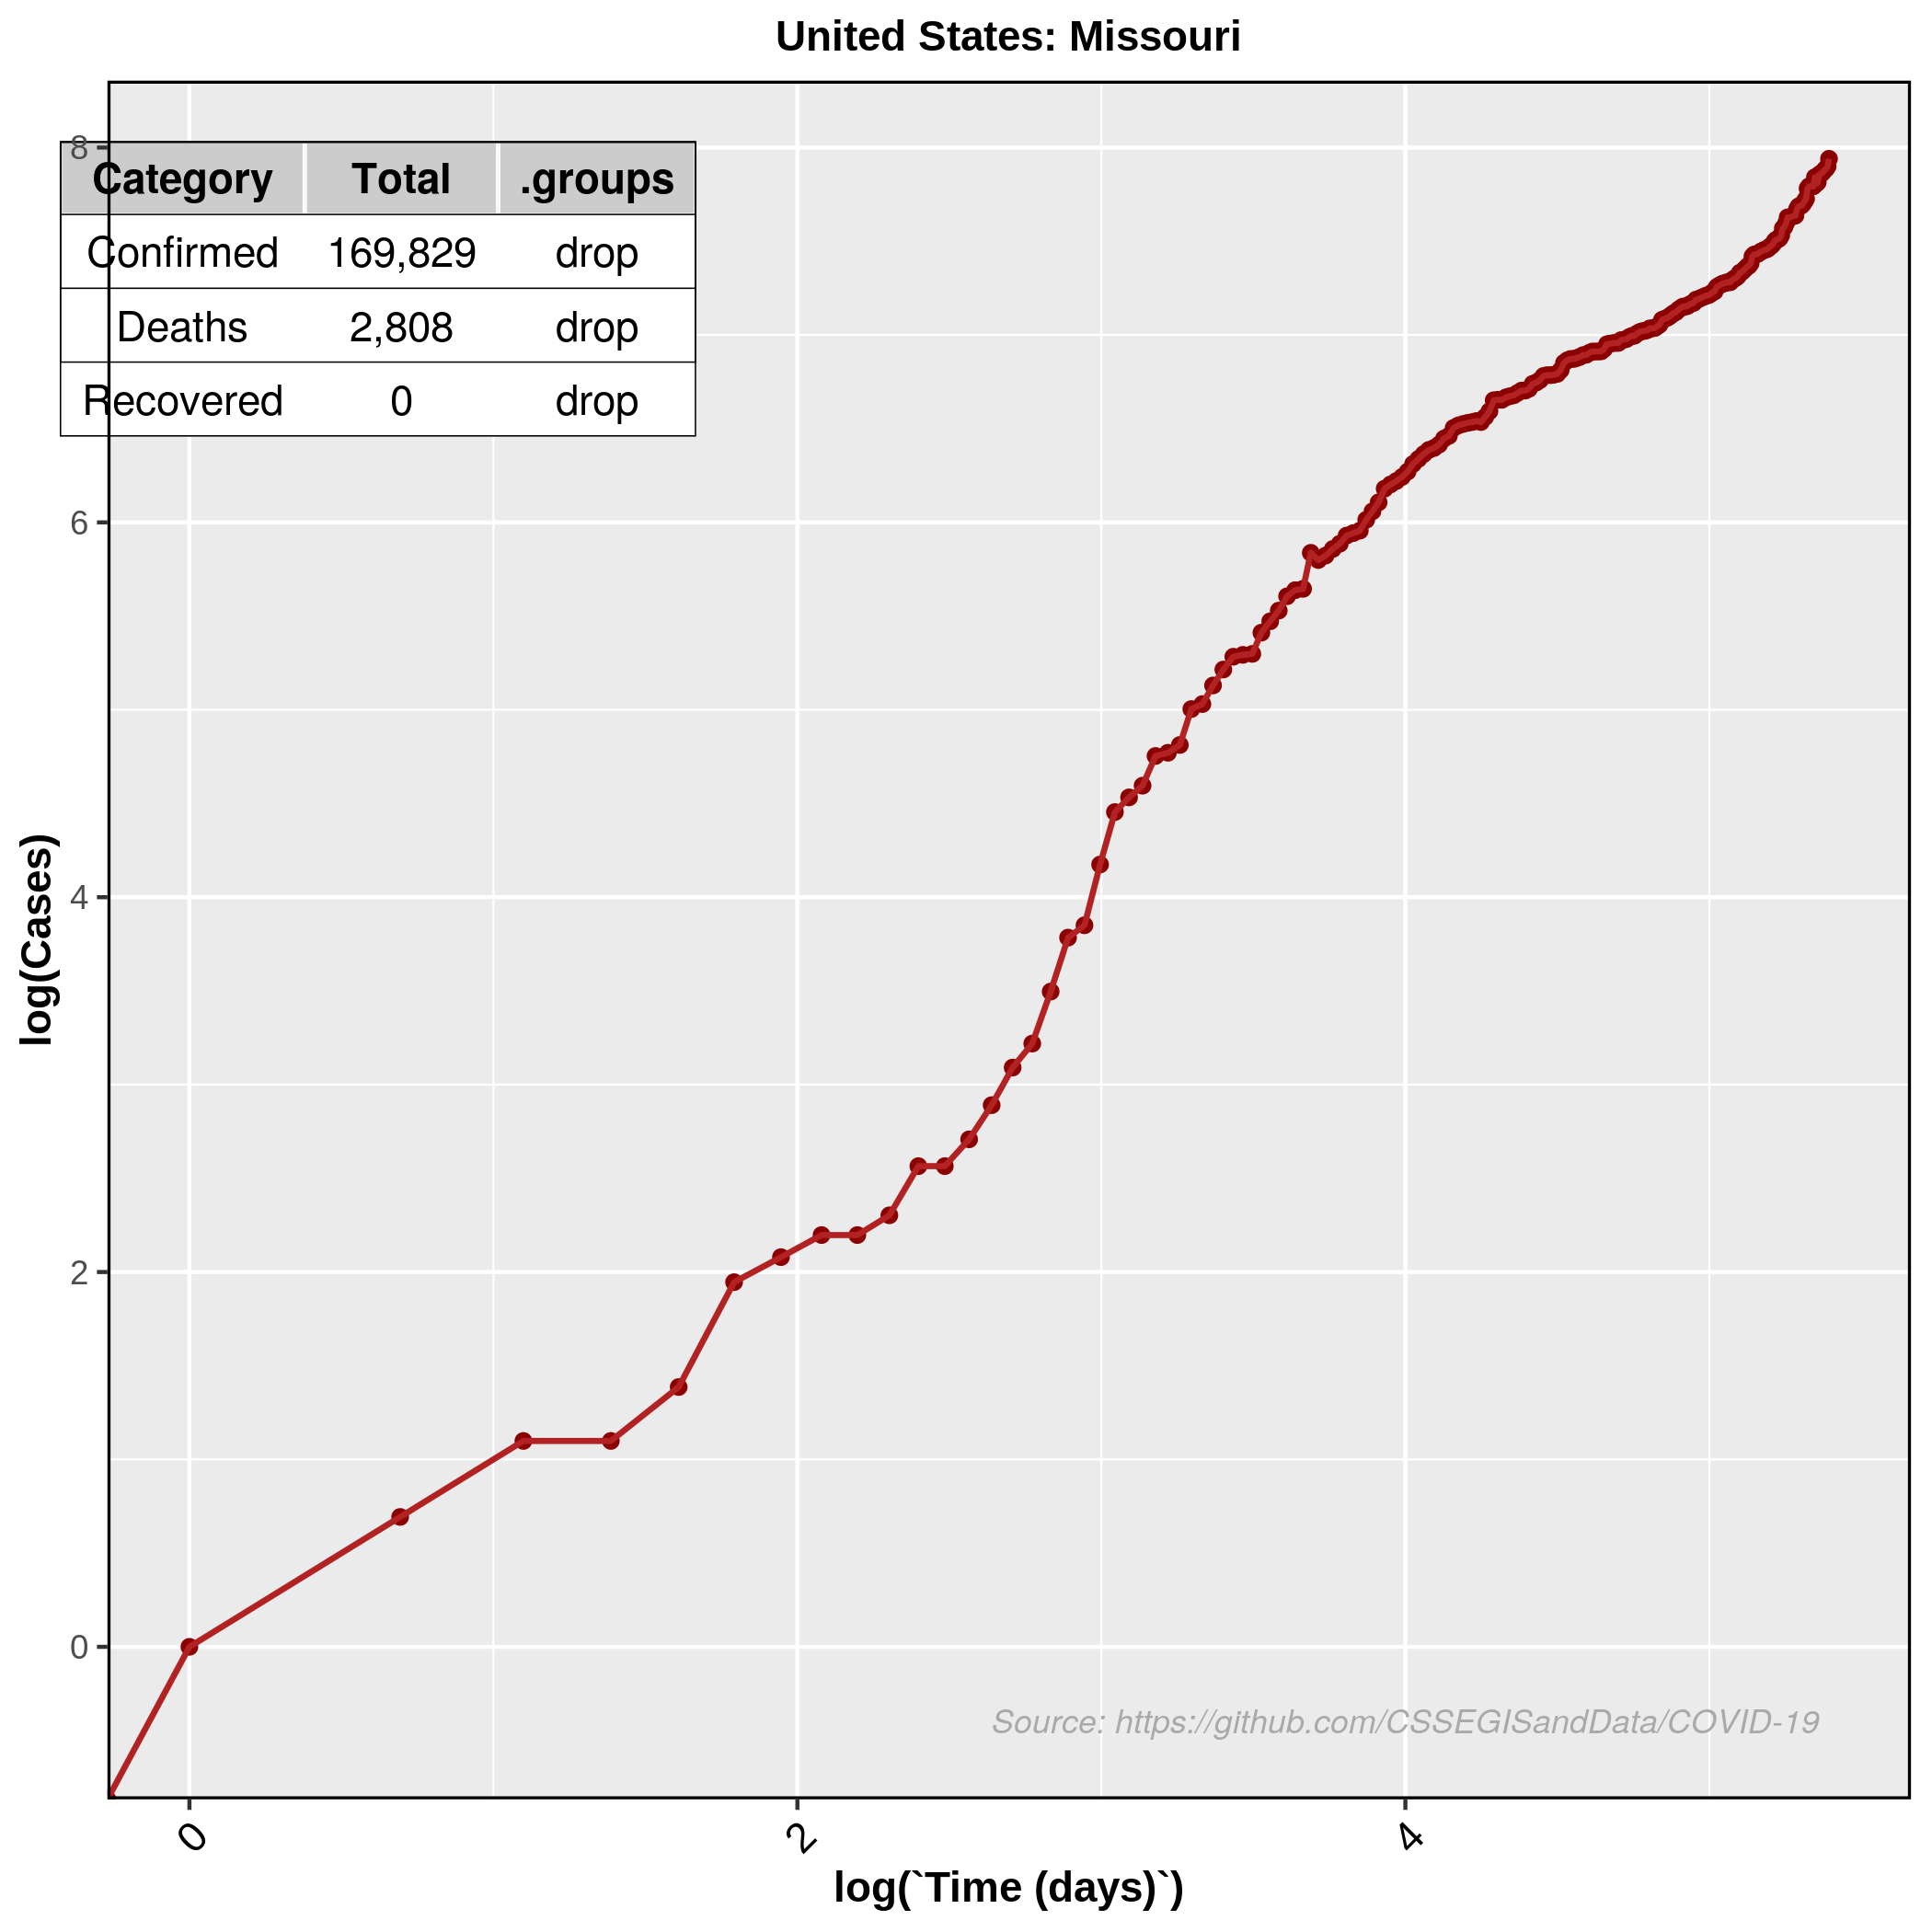 United States: Missouri
Category Total .groups
Confirmed 169,829 drop
Deaths 2,808 drop
Recovered 0 drop
8
6
4
2
0
log(Cases)
Source: https://github.com/CSSEGISandData/COVID-19
0 2 4
log(`Time (days)`)